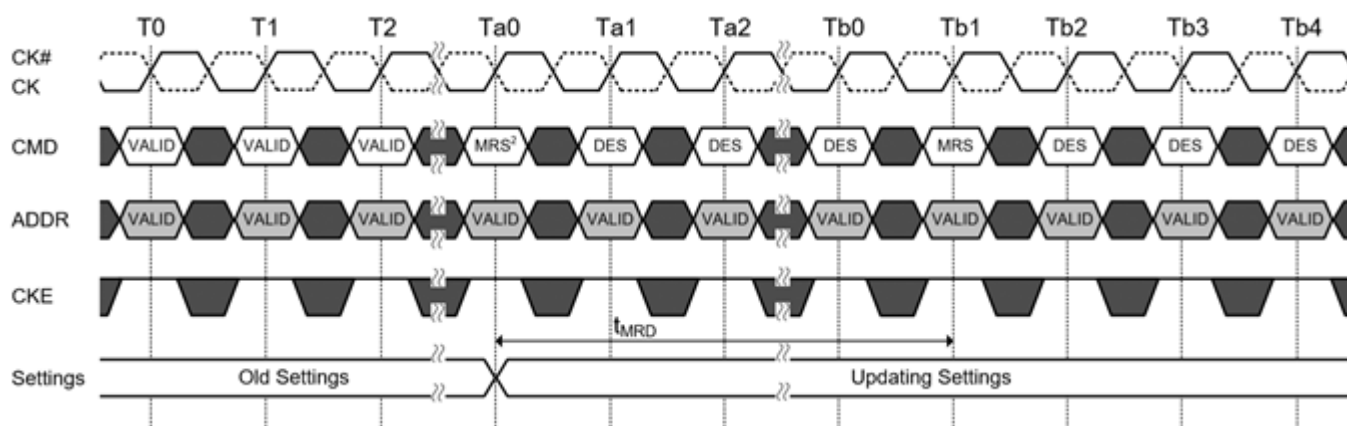 T0 T1 T2 Ta0 Ta1 Ta2 Tb0 Tb1 Tb2 Tb3 Tb4
CK#
CK
CMD VALID VALID VALID MRS² DES DES DES MRS DES DES DES
ADDR VALID VALID VALID VALID VALID VALID VALID VALID VALID VALID VALID
CKE
tMRD
Settings Old Settings Updating Settings